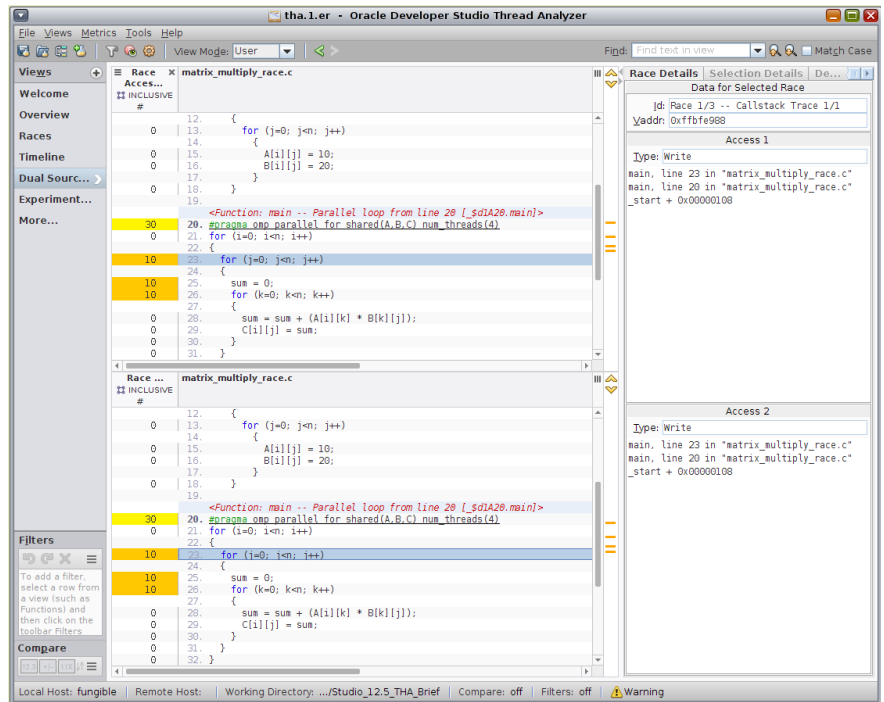 tha.1.er - Oracle Developer Studio Thread Analyzer
File Views Metrics Tools Help
View Mode: User
Find: Find text in view
Match Case
Views
Welcome
Overview
Races
Timeline
Dual Sourc...
Experiment...
More...
Filters
To add a filter,
select a row from
a view (such as
Functions) and
then click on the
toolbar Filters
Compare
Race
Acces...
INCLUSIVE
#
matrix_multiply_race.c
12. {
0 13. for (j=0; j<n; j++)
14. {
0 15. A[i][j] = 10;
0 16. B[i][j] = 20;
17. }
0 18. }
19.
<Function: main -- Parallel loop from line 20 [_$d1A20.main]>
30 20. #pragma omp parallel for shared(A,B,C) num_threads(4)
0 21. for (i=0; i<n; i++)
22. {
10 23. for (j=0; j<n; j++)
24. {
10 25. sum = 0;
10 26. for (k=0; k<n; k++)
27. {
0 28. sum = sum + (A[i][k] * B[k][j]);
0 29. C[i][j] = sum;
0 30. }
0 31. }
Race ...
INCLUSIVE
#
matrix_multiply_race.c
12. {
0 13. for (j=0; j<n; j++)
14. {
0 15. A[i][j] = 10;
0 16. B[i][j] = 20;
17. }
0 18. }
19.
<Function: main -- Parallel loop from line 20 [_$d1A20.main]>
30 20. #pragma omp parallel for shared(A,B,C) num_threads(4)
0 21. for (i=0; i<n; i++)
22. {
10 23. for (j=0; j<n; j++)
24. {
10 25. sum = 0;
10 26. for (k=0; k<n; k++)
27. {
0 28. sum = sum + (A[i][k] * B[k][j]);
0 29. C[i][j] = sum;
0 30. }
0 31. }
0 32. }
Race Details Selection Details De...
Data for Selected Race
Id: Race 1/3 -- Callstack Trace 1/1
Vaddr: 0xffbfe988
Access 1
Type: Write
main, line 23 in "matrix_multiply_race.c"
main, line 20 in "matrix_multiply_race.c"
_start + 0x00000108
Access 2
Type: Write
main, line 23 in "matrix_multiply_race.c"
main, line 20 in "matrix_multiply_race.c"
_start + 0x00000108
Local Host: fungible Remote Host: Working Directory: .../Studio_12.5_THA_Brief Compare: off Filters: off Warning